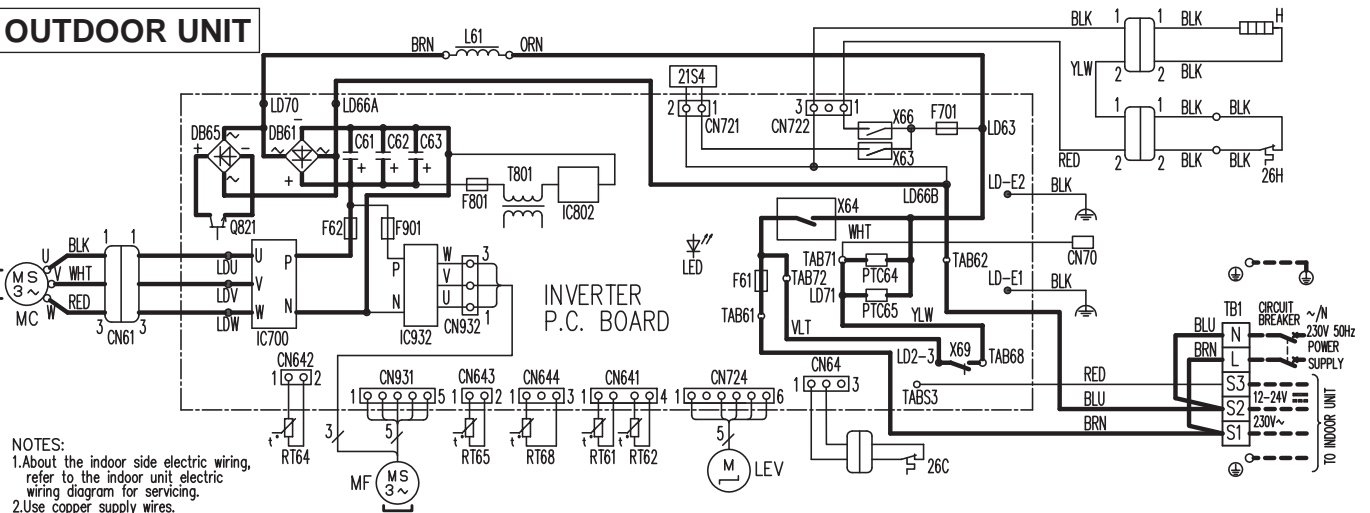 OUTDOOR UNIT
BRN L61 ORN
BLK 1 1 BLK H
YLW 2 2 BLK
1 1 BLK BLK
RED 2 2 BLK BLK 26H
21S4
2 1
CN721
3 1
CN722
X66
X63
F701
LD63
LD70 LD66A
DB65 DB61
+ - ~ ~
- ~ ~ +
C61 C62 C63
+ + +
Q821
F801 T801 IC802
F62 F901
LED
X64
LD66B
LD-E2 BLK
WHT
CN70
TAB71 PTC64 TAB62
F61 TAB72 LD71 PTC65
LD-E1 BLK
TAB61 VLT YLW
LD2-3 X69 TAB68
INVERTER
P.C. BOARD
MS
3~
MC
U BLK 1 1 LDU U P
V WHT LDV V
W RED 3 3 LDW W N
CN61 IC700
P W 3
V
N U 1
IC932 CN932
CN642
1 2
RT64
CN931
1 5
3 5
MF MS
3~
CN643
1 2
RT65
CN644
1 3
RT68
CN641
1 4
RT61 RT62
CN724
1 6
5
M LEV
CN64
1 3
26C
TABS3
RED
BLU
BRN
TB1 CIRCUIT
BREAKER ~/N
230V 50Hz
POWER
SUPPLY
BLU N
BRN L
S3
12-24V
S2
230V~
S1
TO INDOOR UNIT
NOTES:
1.About the indoor side electric wiring,
refer to the indoor unit electric
wiring diagram for servicing.
2.Use copper supply wires.